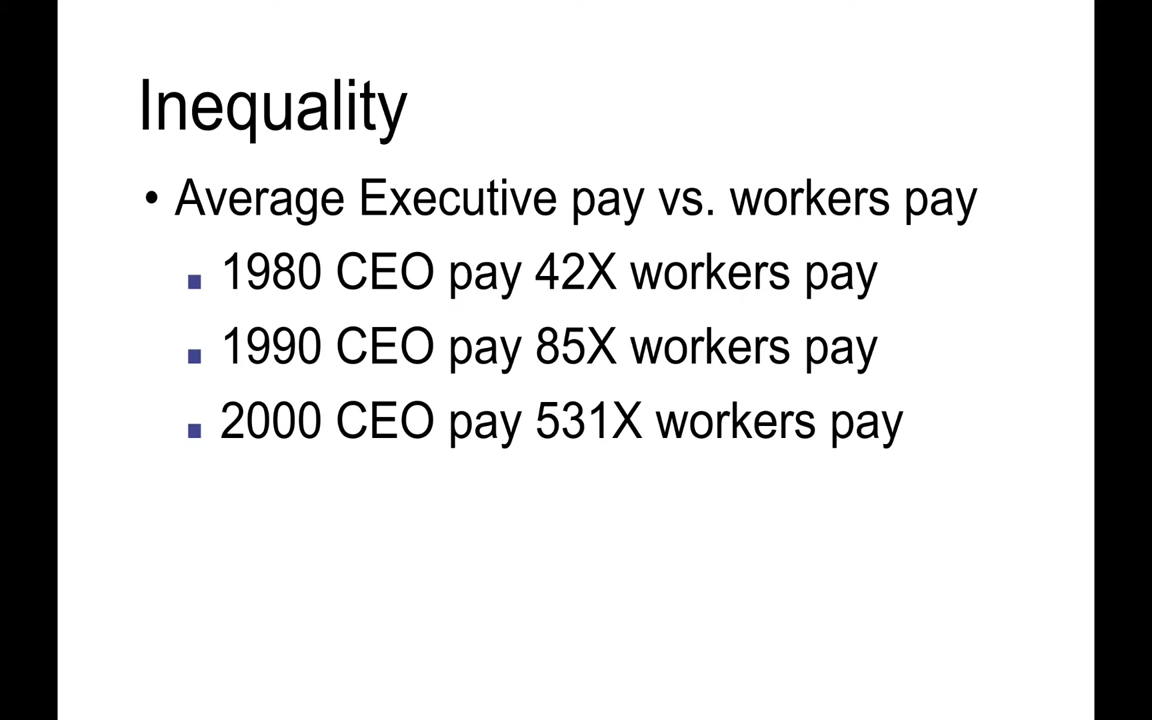 Inequality
• Average Executive pay vs. workers pay
▪ 1980 CEO pay 42X workers pay
▪ 1990 CEO pay 85X workers pay
▪ 2000 CEO pay 531X workers pay